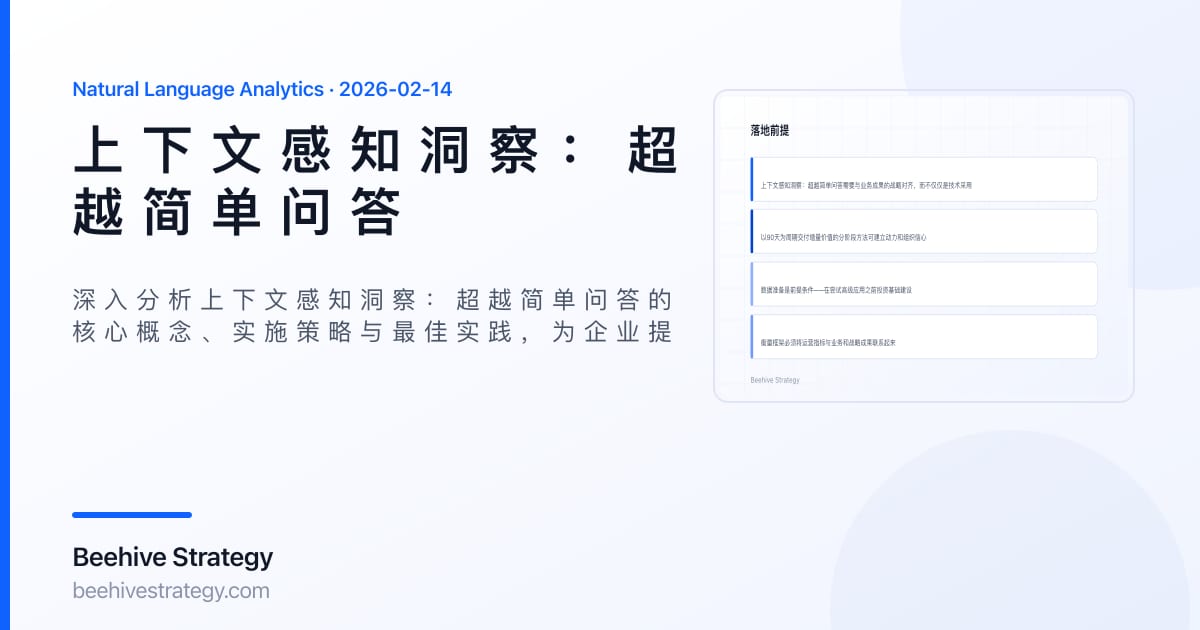 Natural Language Analytics · 2026-02-14
上下文感知洞察：超
越简单问答
深入分析上下文感知洞察：超越简单问答的
核心概念、实施策略与最佳实践，为企业提
落地前提
上下文感知洞察：超越简单问答需要与业务成果的战略对齐，而不仅仅是技术采用
以90天为周期交付增量价值的分阶段方法可建立动力和组织信心
数据准备是前提条件——在尝试高级应用之前投资基础建设
衡量框架必须将运营指标与业务和战略成果联系起来
Beehive Strategy
Beehive Strategy
beehivestrategy.com